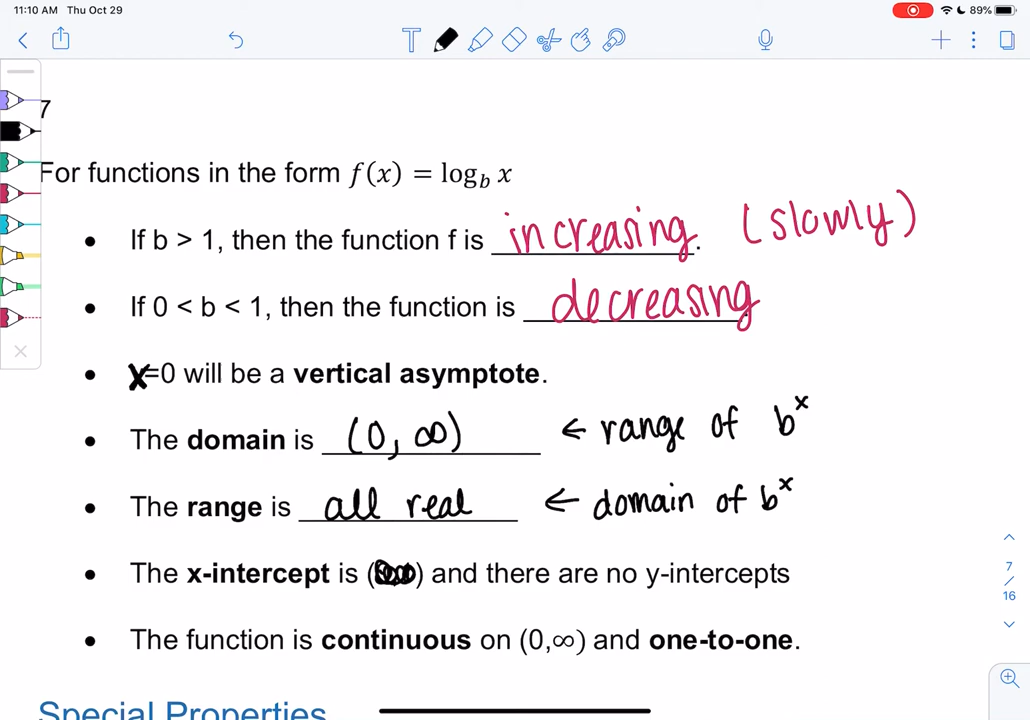 11:10 AM Thu Oct 29
89%
7
For functions in the form f(x) = log_b x
• If b > 1, then the function f is increasing. (slowly)
• If 0 < b < 1, then the function is decreasing.
• x=0 will be a vertical asymptote.
• The domain is (0, ∞) ← range of b^x
• The range is all real ← domain of b^x
• The x-intercept is ( ) and there are no y-intercepts
• The function is continuous on (0,∞) and one-to-one.
7
/
16
Special Properties